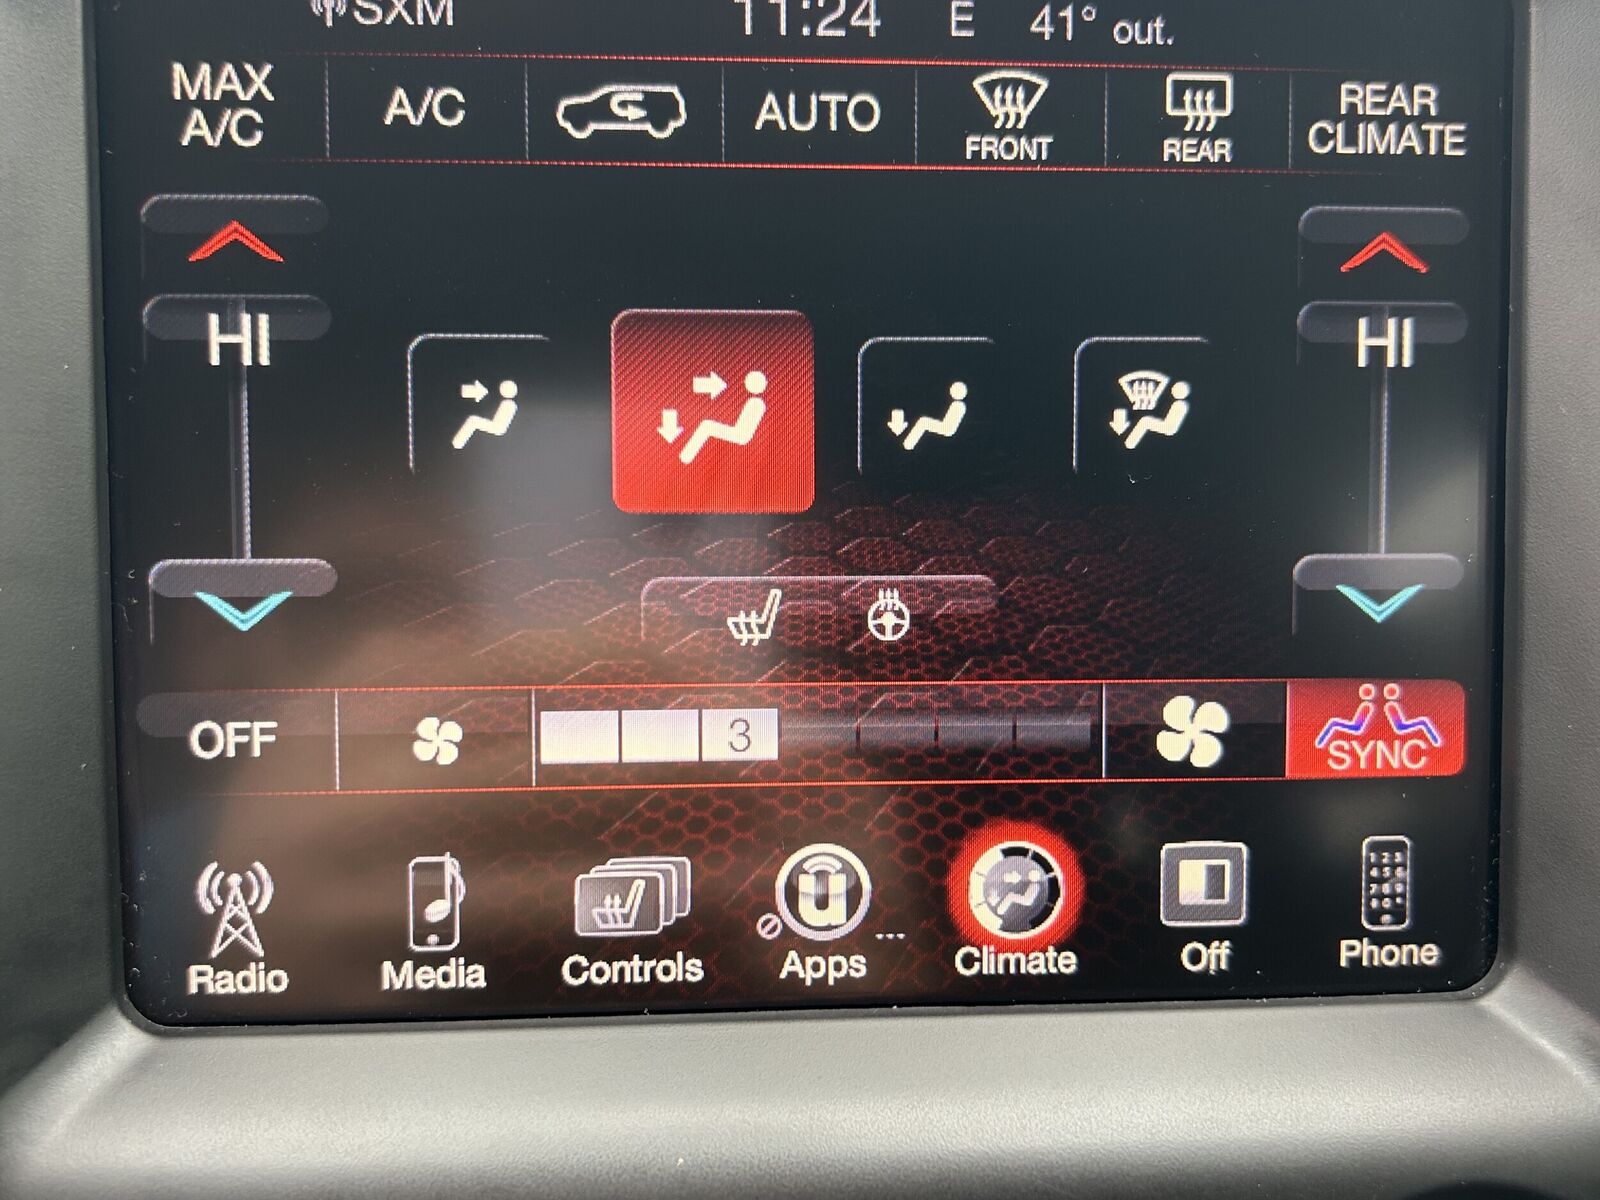 SXM 11:24 E 41° out.
MAX A/C
A/C
AUTO
FRONT
REAR
REAR CLIMATE
HI
HI
OFF
3
SYNC
Radio
Media
Controls
u
Apps
...
Climate
Off
Phone